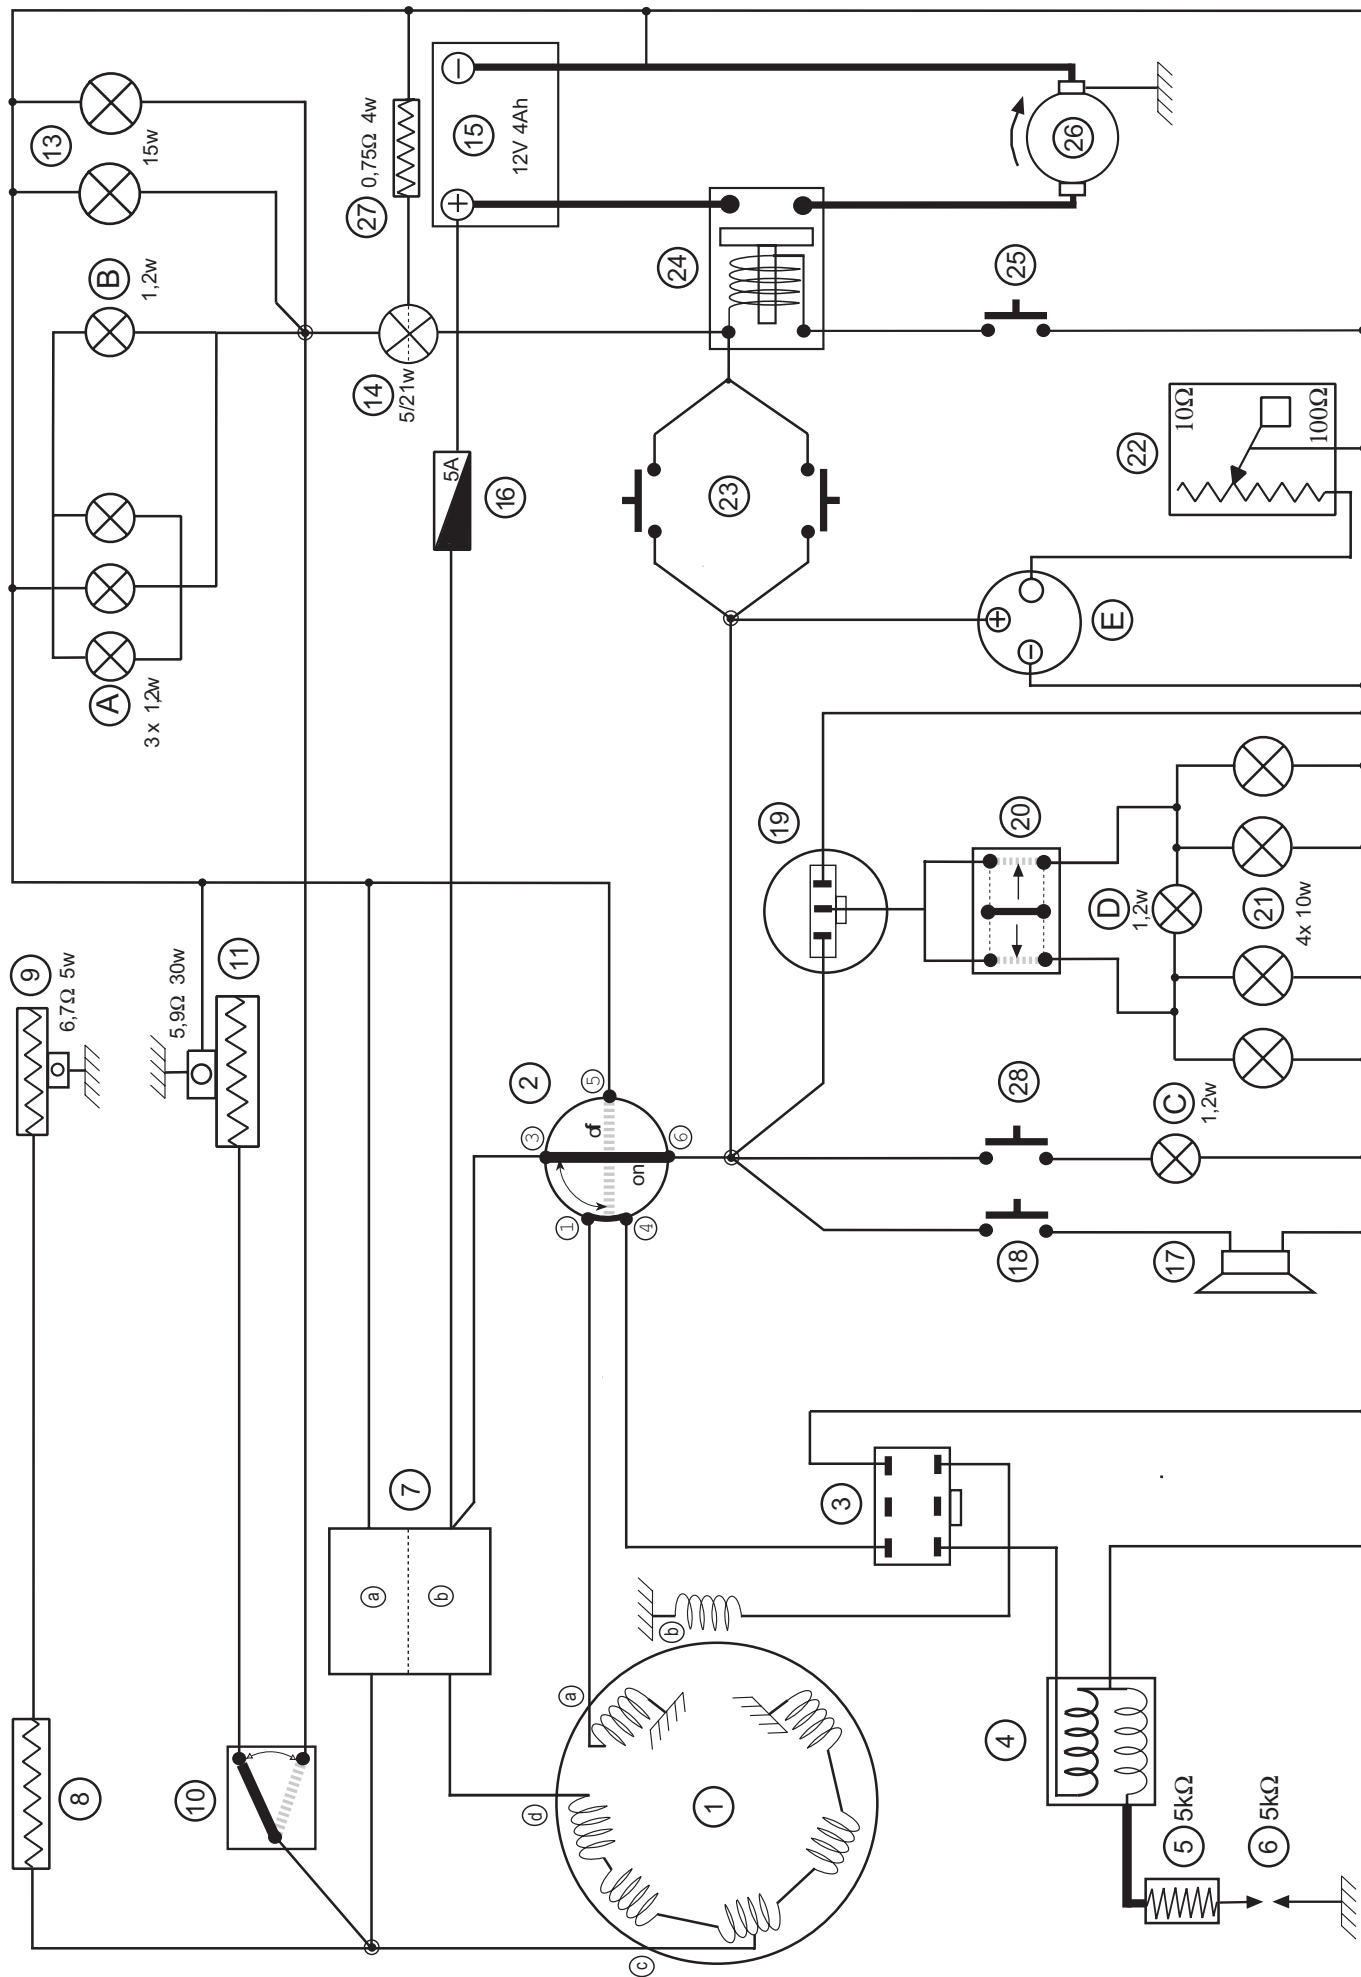 9
6,7Ω 5w
13
15w
8
A
3 x 1,2w
B
1,2w
5,9Ω 30w
11
10
27
0,75Ω 4w
14
5/21w
7
a
b
15
12V 4Ah
+
−
5A
16
2
1
3
4
5
6
on
of
d
a
c
b
1
24
23
19
3
4
18
28
20
25
E
+
−
26
D
1,2w
22
10Ω
100Ω
17
C
1,2w
5
5kΩ
6
5kΩ
21
4x 10w